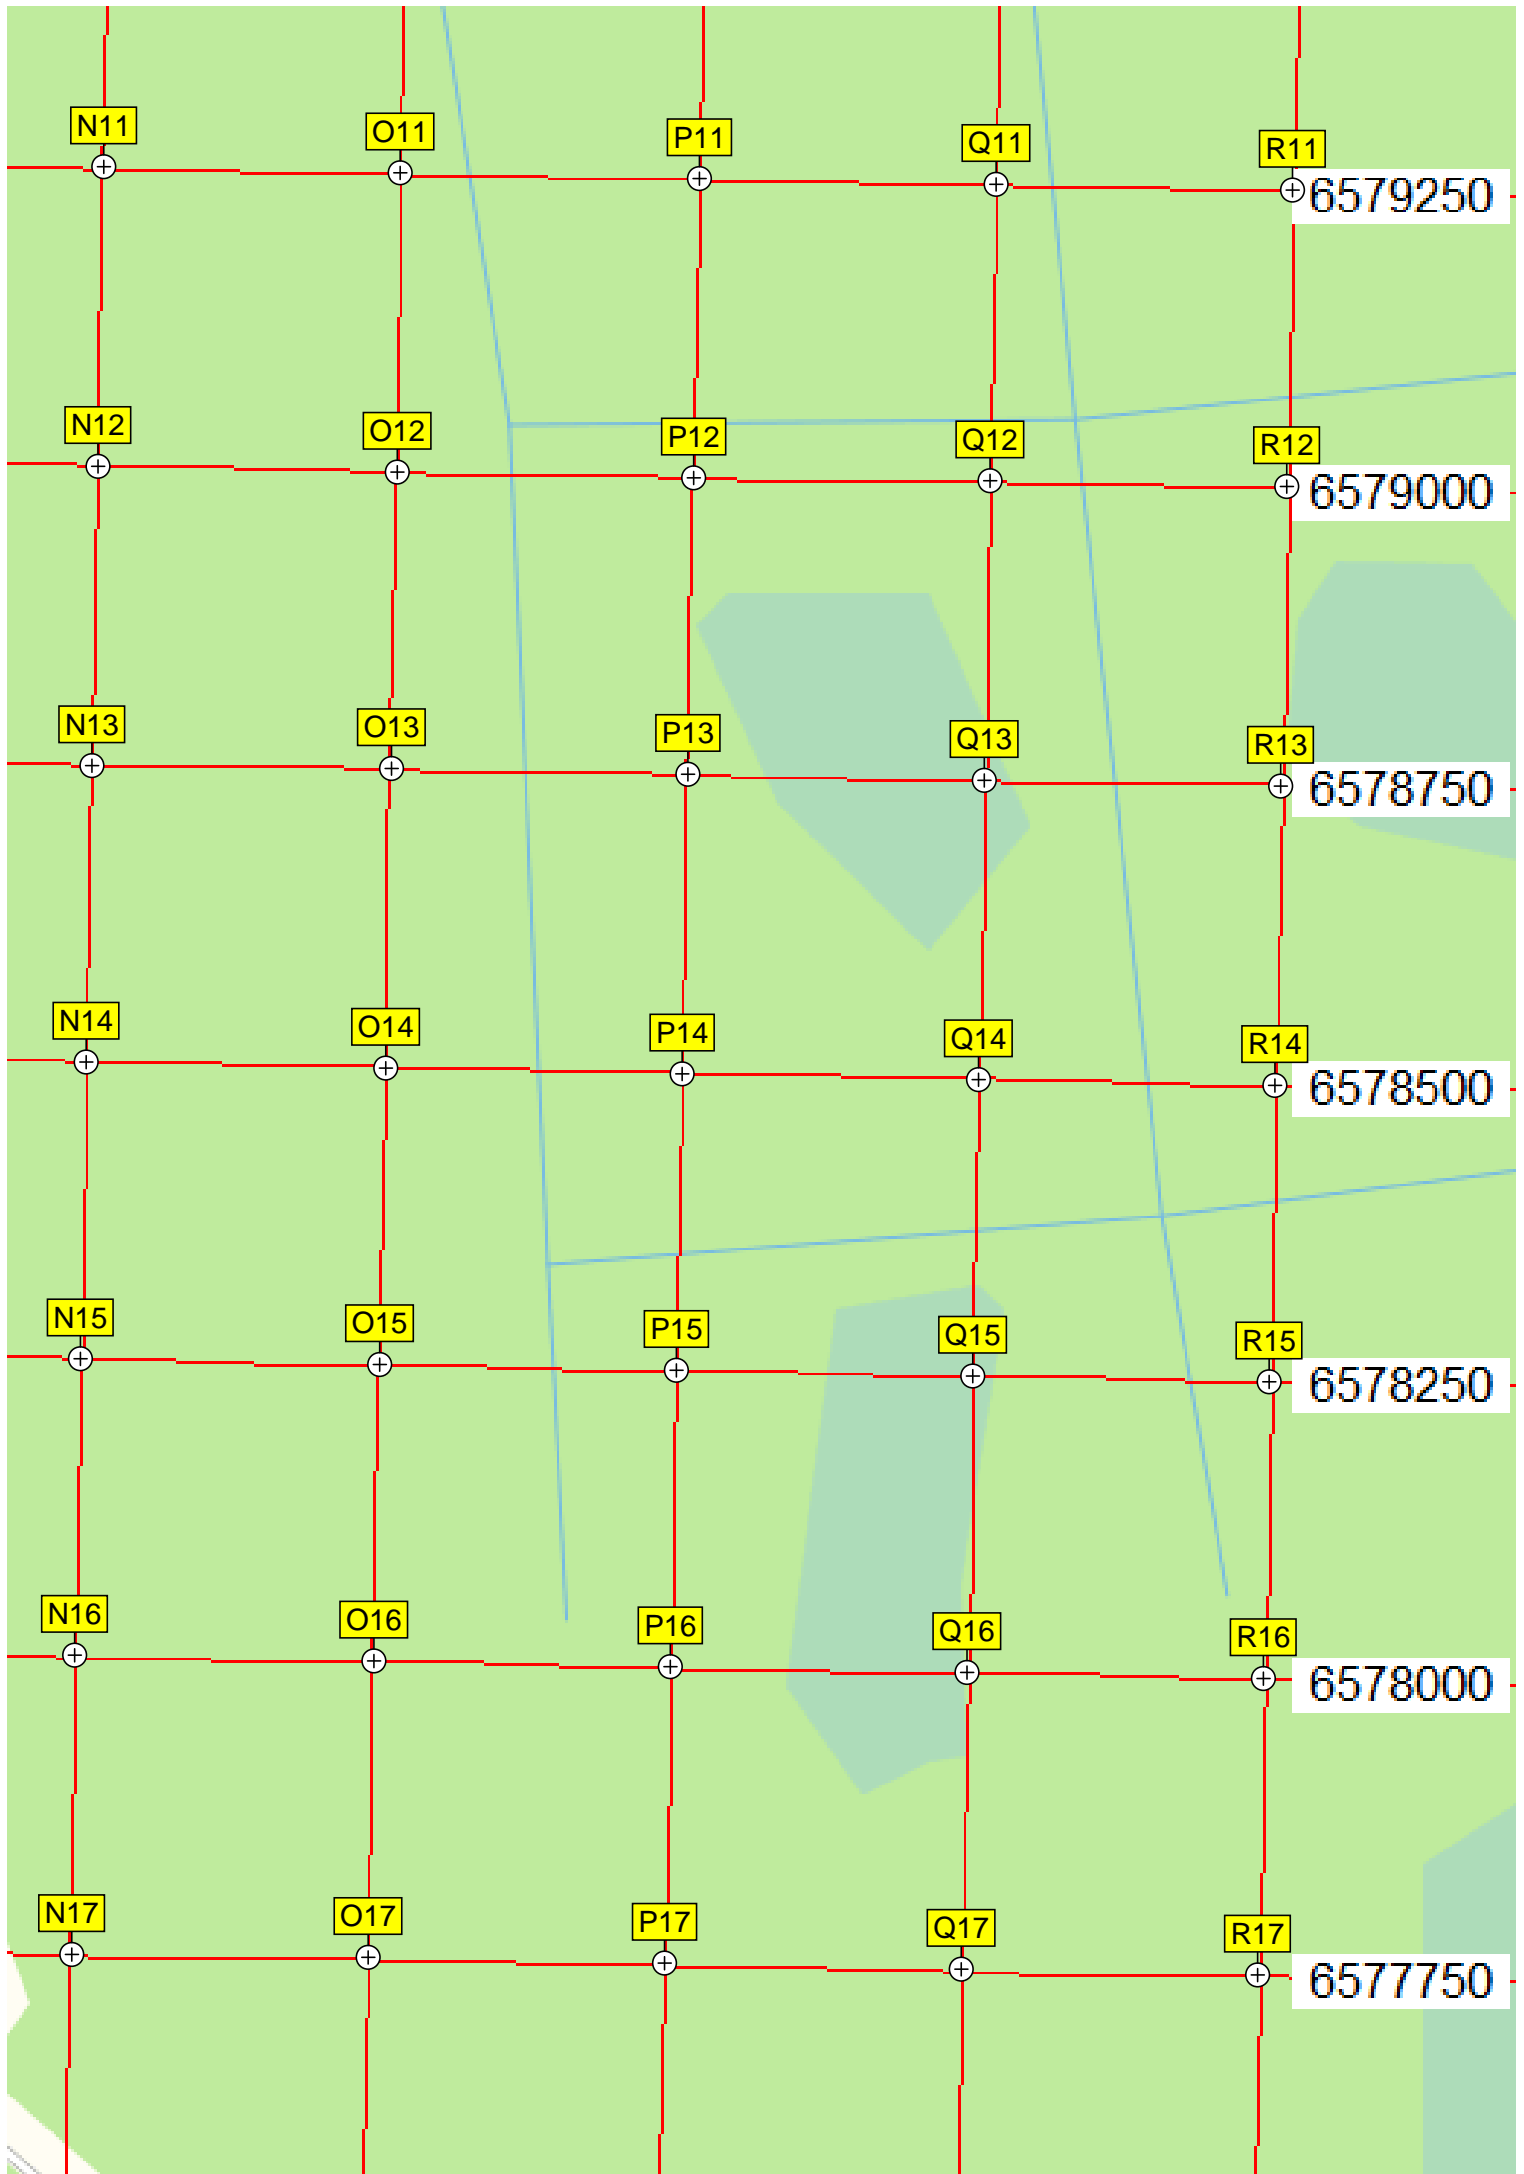 N11 O11 P11 Q11 R11
6579250
N12 O12 P12 Q12 R12
6579000
N13 O13 P13 Q13 R13
6578750
N14 O14 P14 Q14 R14
6578500
N15 O15 P15 Q15 R15
6578250
N16 O16 P16 Q16 R16
6578000
N17 O17 P17 Q17 R17
6577750